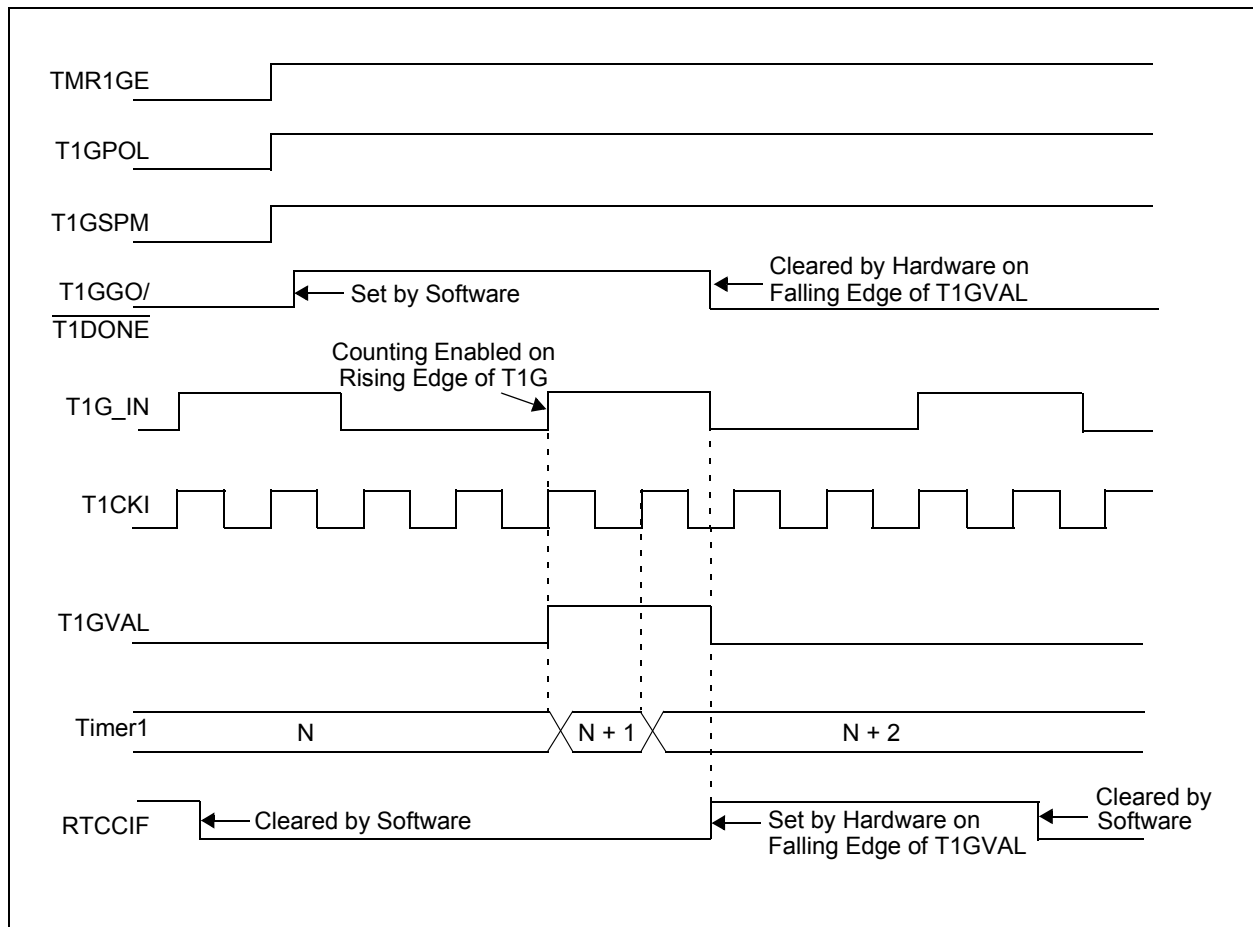 TMR1GE
T1GPOL
T1GSPM
T1GGO/
T1DONE
Set by Software
Cleared by Hardware on
Falling Edge of T1GVAL
Counting Enabled on
Rising Edge of T1G
T1G_IN
T1CKI
T1GVAL
Timer1
N
N + 1
N + 2
RTCCIF
Cleared by Software
Set by Hardware on
Falling Edge of T1GVAL
Cleared by
Software